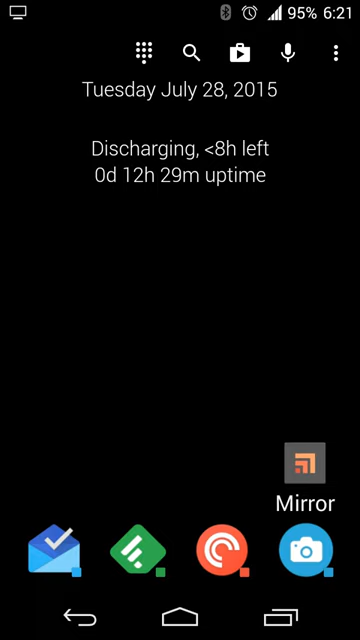 95% 6:21
Tuesday July 28, 2015
Discharging, <8h left
0d 12h 29m uptime
Mirror